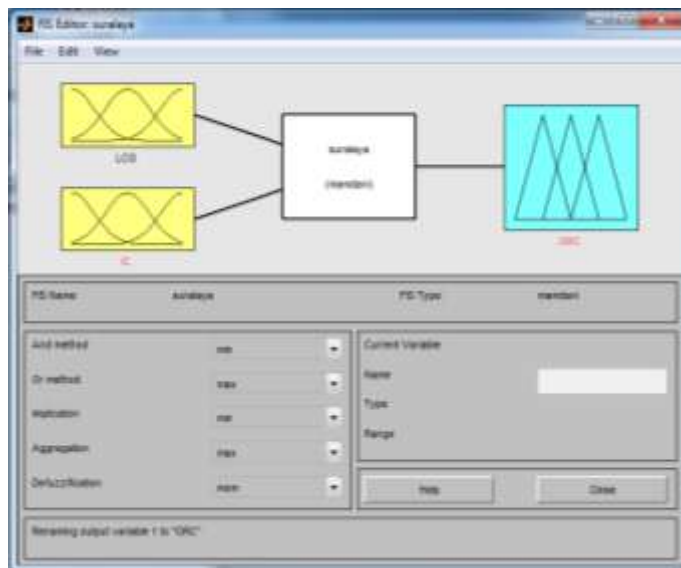 FIS Editor: suralaya
File Edit View
LOS
suralaya
(mamdani)
IC
ORC
FIS Name: suralaya FIS Type: mamdani
And method min
Or method max
Implication min
Aggregation max
Defuzzification mom
Current Variable
Name
Type
Range
Help Close
Renaming output variable 1 to "ORC"